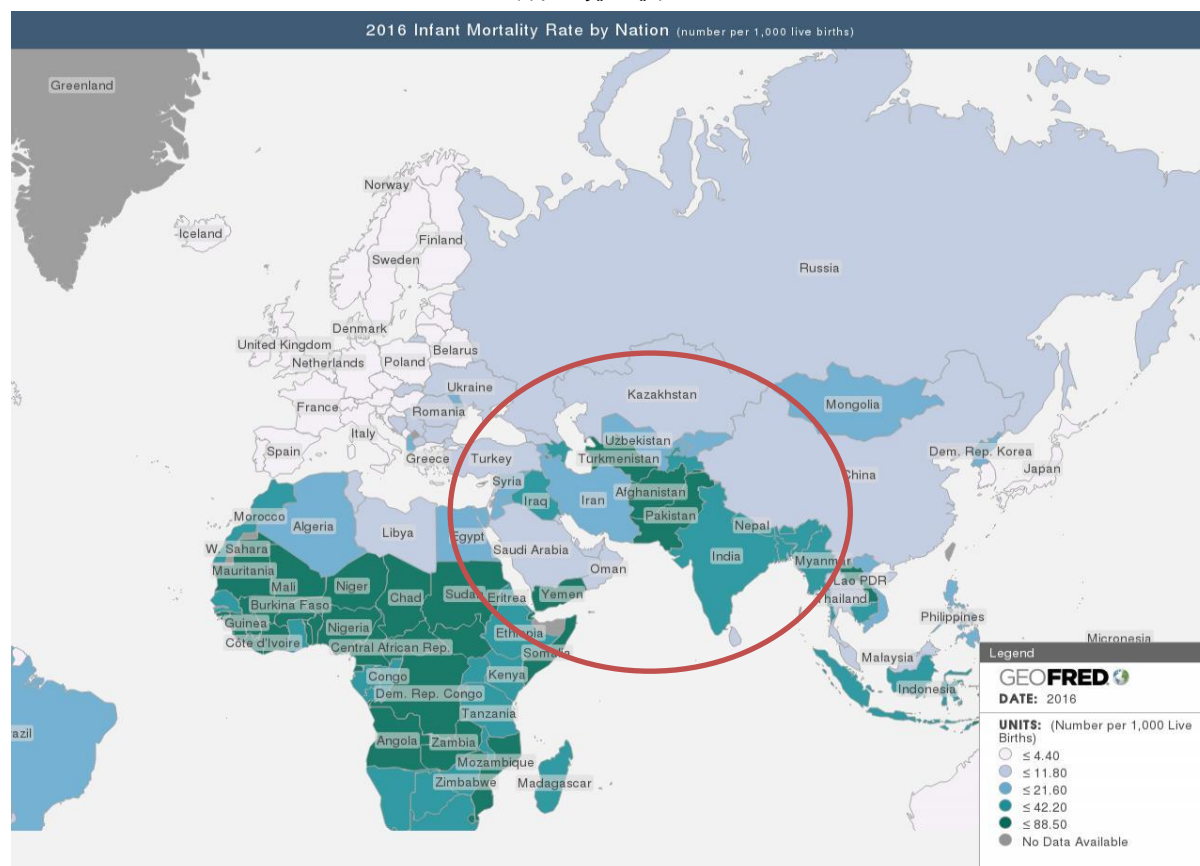 2016 Infant Mortality Rate by Nation (number per 1,000 live births)
Greenland
Norway
Iceland
Finland
Sweden
Russia
Denmark
United Kingdom
Belarus
Netherlands
Poland
Ukraine
Kazakhstan
France
Romania
Mongolia
Italy
Uzbekistan
Spain
Greece
Turkey
Turkmenistan
Dem. Rep. Korea
Japan
China
Syria
Iraq
Iran
Afghanistan
Morocco
Algeria
Libya
Egypt
Pakistan
Nepal
W. Sahara
Saudi Arabia
India
Myanmar
Mauritania
Oman
Lao PDR
Mali
Niger
Chad
Sudan
Eritrea
Yemen
Thailand
Burkina Faso
Guinea
Nigeria
Ethiopia
Philippines
Côte d'Ivoire
Central African Rep.
Somalia
Micronesia
Congo
Kenya
Malaysia
Dem. Rep. Congo
Indonesia
Tanzania
azil
Angola
Zambia
Mozambique
Zimbabwe
Madagascar
Legend
GEOFRED
DATE: 2016
UNITS: (Number per 1,000 Live
Births)
≤ 4.40
≤ 11.80
≤ 21.60
≤ 42.20
≤ 88.50
No Data Available